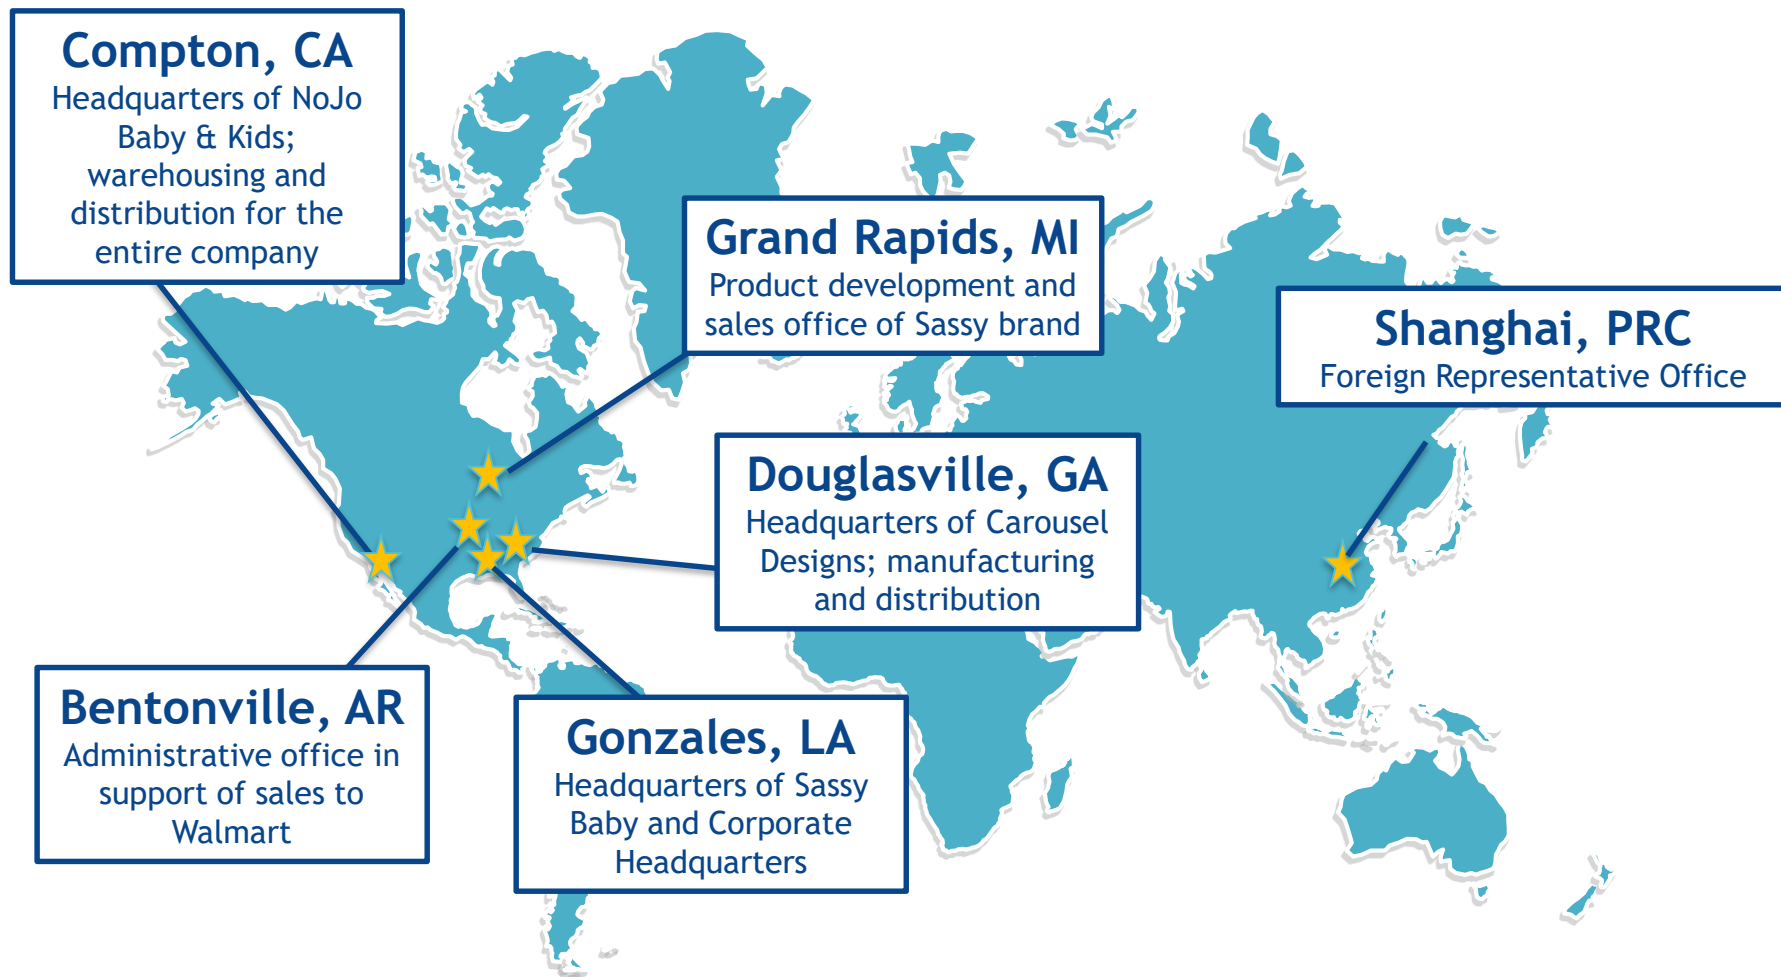 Compton, CA
Headquarters of NoJo
Baby & Kids;
warehousing and
distribution for the
entire company
Grand Rapids, MI
Product development and
sales office of Sassy brand
Shanghai, PRC
Foreign Representative Office
Douglasville, GA
Headquarters of Carousel
Designs; manufacturing
and distribution
Bentonville, AR
Administrative office in
support of sales to
Walmart
Gonzales, LA
Headquarters of Sassy
Baby and Corporate
Headquarters